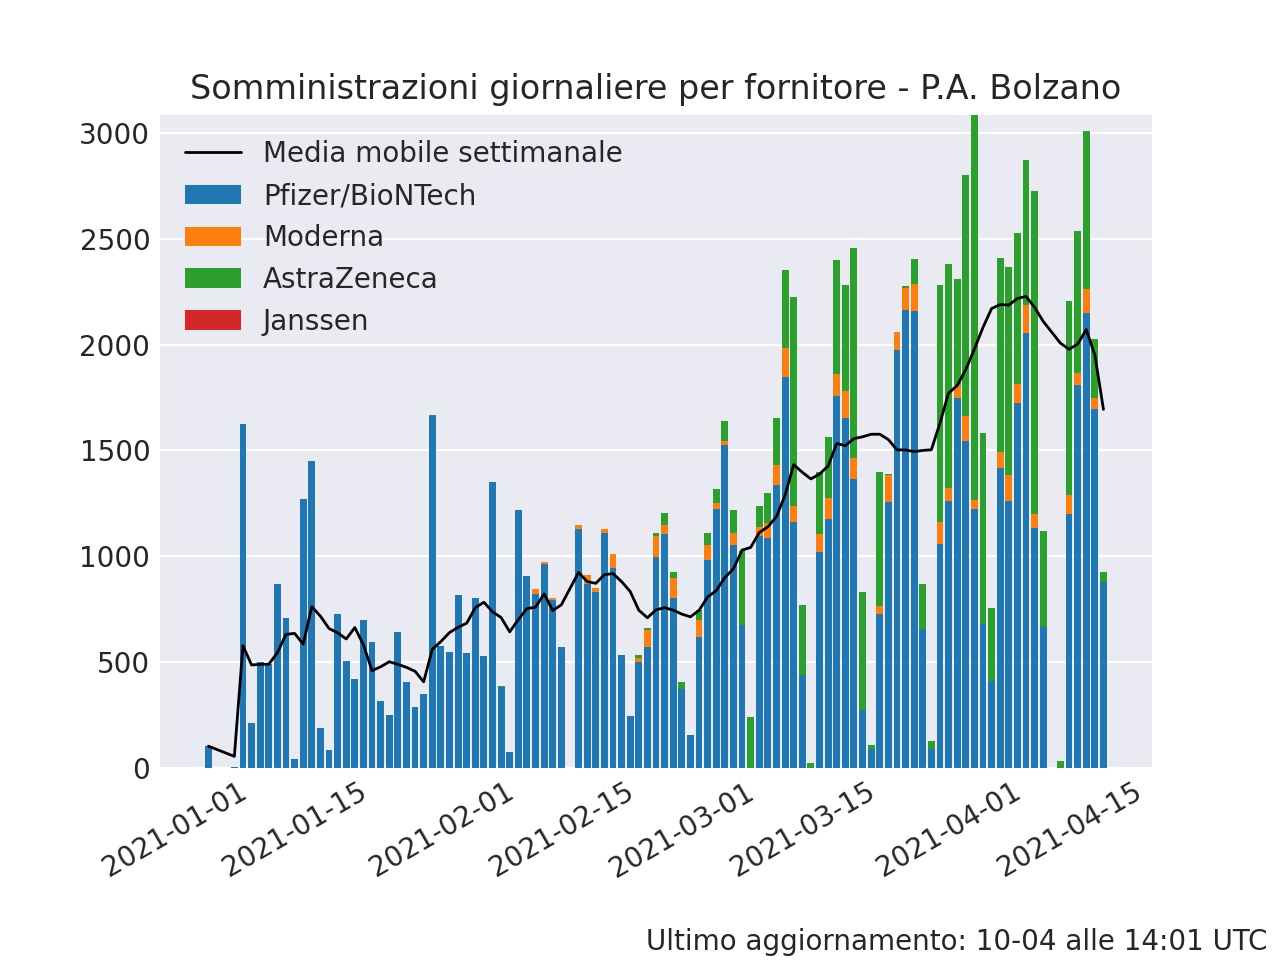 Somministrazioni giornaliere per fornitore - P.A. Bolzano
Media mobile settimanale
Pfizer/BioNTech
Moderna
AstraZeneca
Janssen
3000
2500
2000
1500
1000
500
0
2021-01-01
2021-01-15
2021-02-01
2021-02-15
2021-03-01
2021-03-15
2021-04-01
2021-04-15
Ultimo aggiornamento: 10-04 alle 14:01 UTC